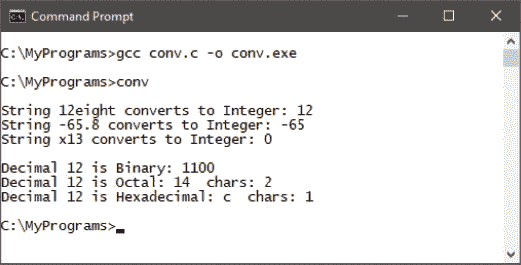 Command Prompt
C:\MyPrograms>gcc conv.c -o conv.exe
C:\MyPrograms>conv
String 12eight converts to Integer: 12
String -65.8 converts to Integer: -65
String x13 converts to Integer: 0
Decimal 12 is Binary: 1100
Decimal 12 is Octal: 14  chars: 2
Decimal 12 is Hexadecimal: c  chars: 1
C:\MyPrograms>